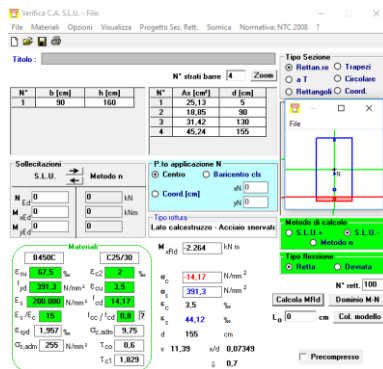 Verifica C.A. S.L.U. - File:
File Materiali Opzioni Visualizza Progetto Sez. Rett. Sismica Normativa: NTC 2008 ?
Titolo :
N° strati barre 4 Zoom
N° b [cm] h [cm]
1 90 160
N° As [cm²] d [cm]
1 25,13 5
2 18,85 90
3 31,42 130
4 45,24 155
Tipo Sezione
Rettan.re Trapezi
a T Circolare
Rettangoli Coord.
File
N
Sollecitazioni
S.L.U. Metodo n
N Ed 0 0 kN
M xEd 0 0 kNm
M yEd 0 0
P.to applicazione N
Centro Baricentro cls
Coord.[cm] xN 0
yN 0
Tipo rottura
Lato calcestruzzo - Acciaio snervato
Metodo di calcolo
S.L.U.+ S.L.U.-
Metodo n
Tipo flessione
Retta Deviata
Materiali
B450C C25/30
εsu 67,5 ‰ εc2 2 ‰
fyd 391,3 N/mm² εcu 3,5
Es 200.000 N/mm² fcd 14,17
Es/Ec 15 fcc/fcd 0,8 ?
εsyd 1,957 ‰ σc,adm 9,75
σs,adm 255 N/mm² τco 0,6
τc1 1,829
M xRd -2.264 kN m
σc -14,17 N/mm²
σs 391,3 N/mm²
εc 3,5 ‰
εs 44,12 ‰
d 155 cm
x 11,39 x/d 0,07349
0,7
N° rett. 100
Calcola MRd Dominio M-N
Lo 0 cm Col. modello
Precompresso